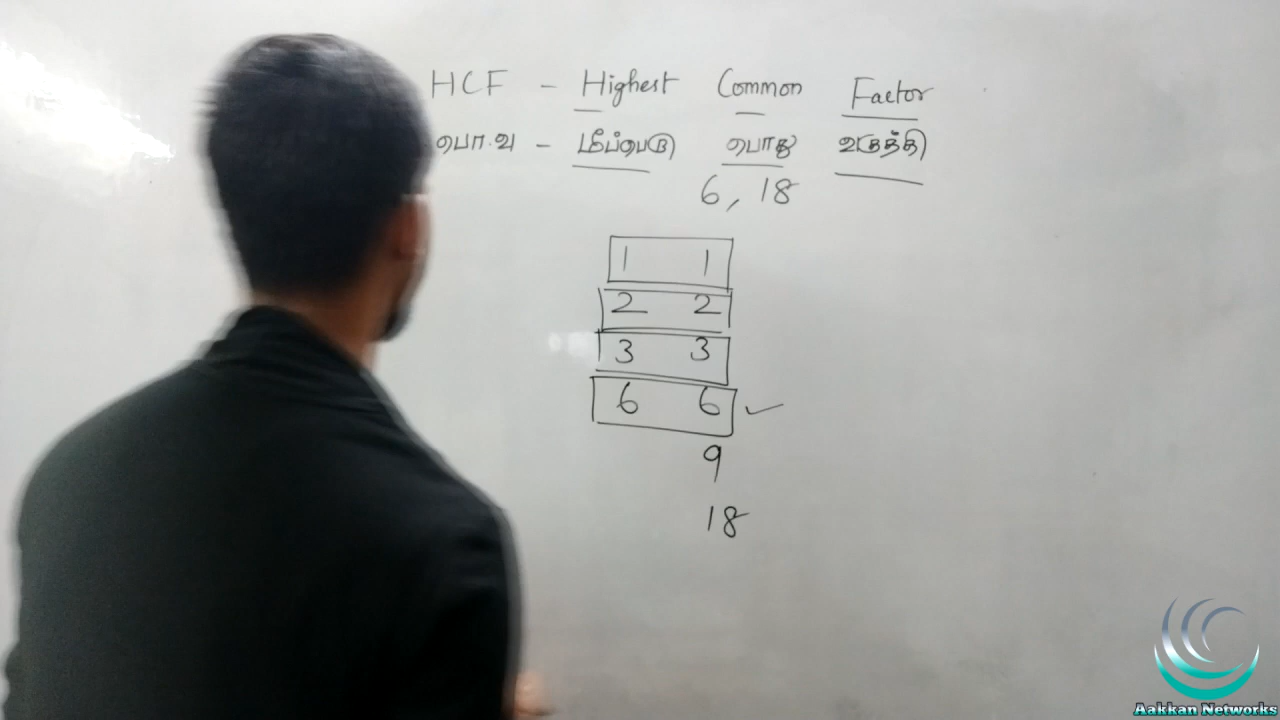 HCF - Highest Common Factor
பொ.வ - மீப்பெரு பொது வகுத்தி
6, 18
1 1
2 2
3 3
6 6 ✓
9
18
Aakkan Networks